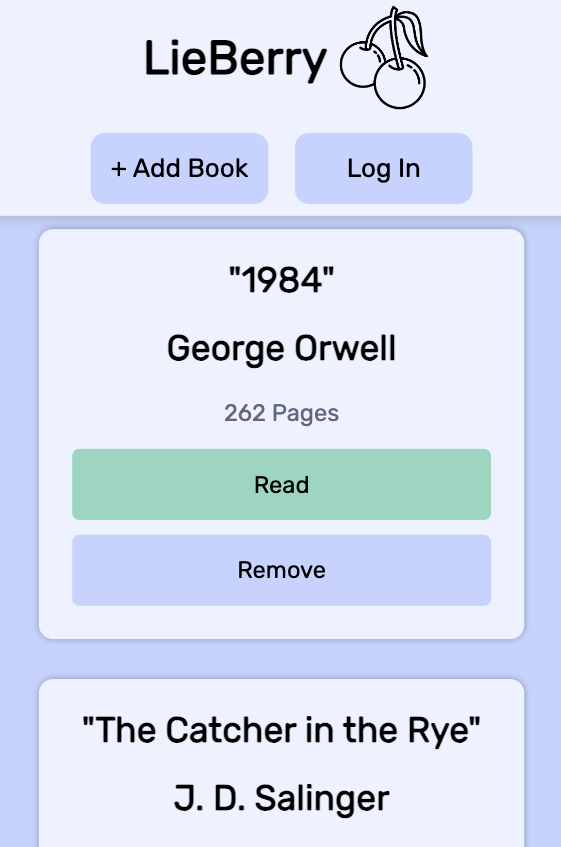 LieBerry
+ Add Book
Log In
"1984"
George Orwell
262 Pages
Read
Remove
"The Catcher in the Rye"
J. D. Salinger